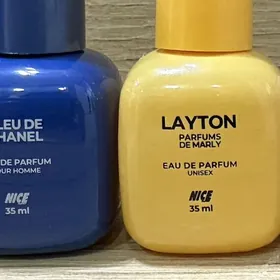 LEU DE
HANEL
DE PARFUM
OUR HOMME
NICE
35 ml
LAYTON
PARFUMS
DE MARLY
EAU DE PARFUM
UNISEX
NICE
35 ml